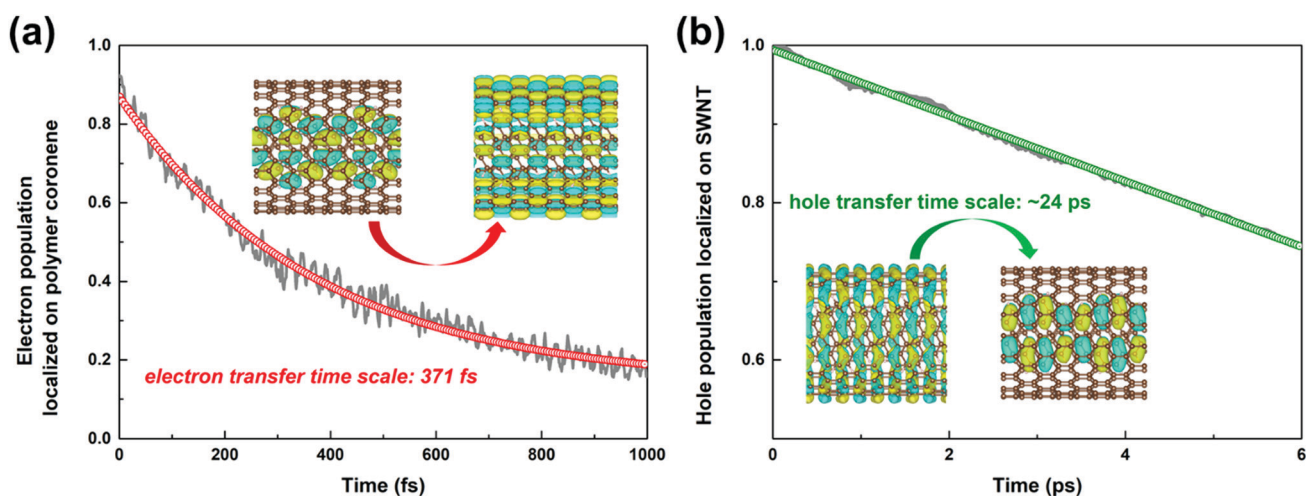 (a)
Electron population
localized on polymer coronene
1.0
0.8
0.6
0.4
0.2
0.0
electron transfer time scale: 371 fs
0
200
400
600
800
1000
Time (fs)
(b)
Hole population localized on SWNT
1.0
0.8
0.6
hole transfer time scale: ~24 ps
0
2
4
6
Time (ps)